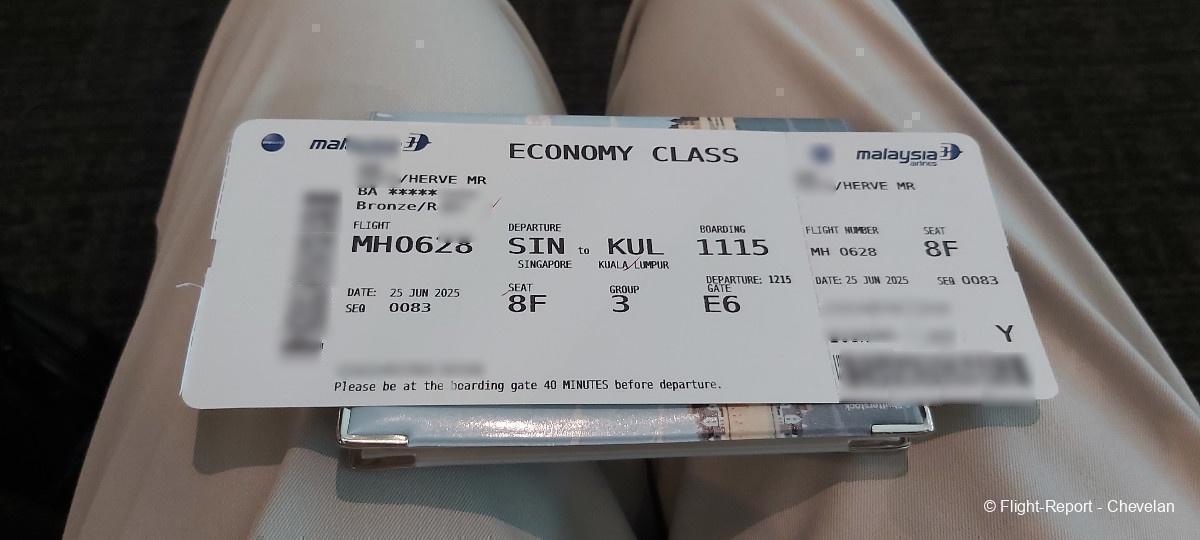 ECONOMY CLASS
malaysia
airlines
/HERVE MR
BA *****
Bronze/R
FLIGHT
MH0628
DEPARTURE
SIN to KUL
SINGAPORE KUALA LUMPUR
BOARDING
1115
DEPARTURE: 1215
DATE: 25 JUN 2025
SEQ 0083
SEAT
8F
GROUP
3
GATE
E6
Please be at the boarding gate 40 MINUTES before departure.
/HERVE MR
FLIGHT NUMBER SEAT
MH 0628 8F
DATE: 25 JUN 2025 SEQ 0083
Y
© Flight-Report - Chevelan